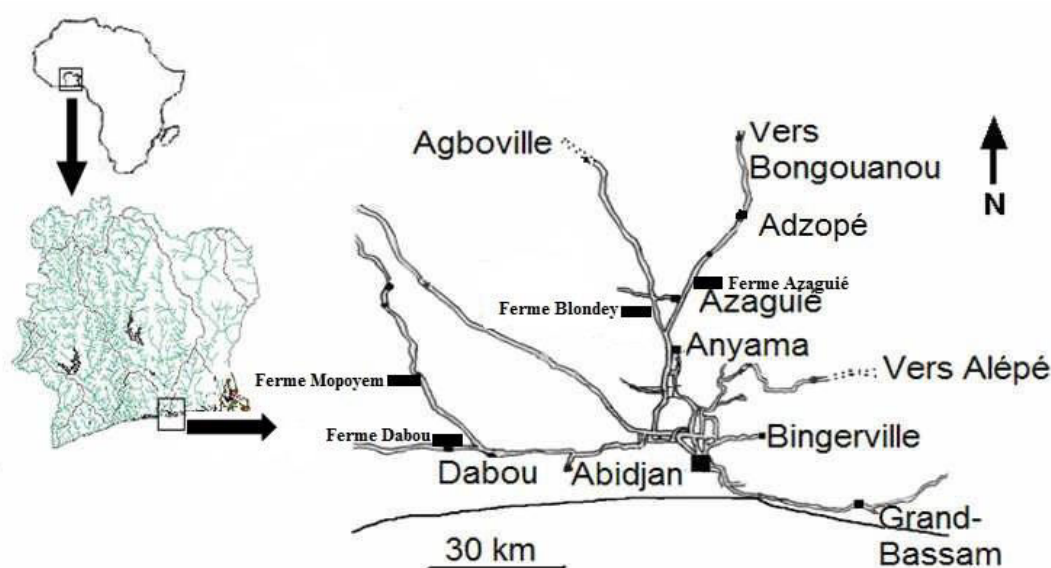 Agboville
Vers
Bongouanou
N
Adzopé
Ferme Azaguié
Azaguié
Ferme Blondey
Anyama
Vers Alépé
Ferme Mopoyem
Ferme Dabou
Bingerville
Dabou
Abidjan
Grand-
Bassam
30 km